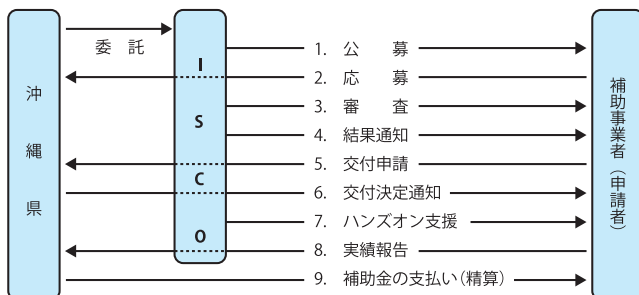 沖縄県
委　託
ISCO
1.　公　　募
2.　応　　募
3.　審　　査
4.　結果通知
5.　交付申請
6.　交付決定通知
7.　ハンズオン支援
8.　実績報告
9.　補助金の支払い（精算）
補助事業者（申請者）